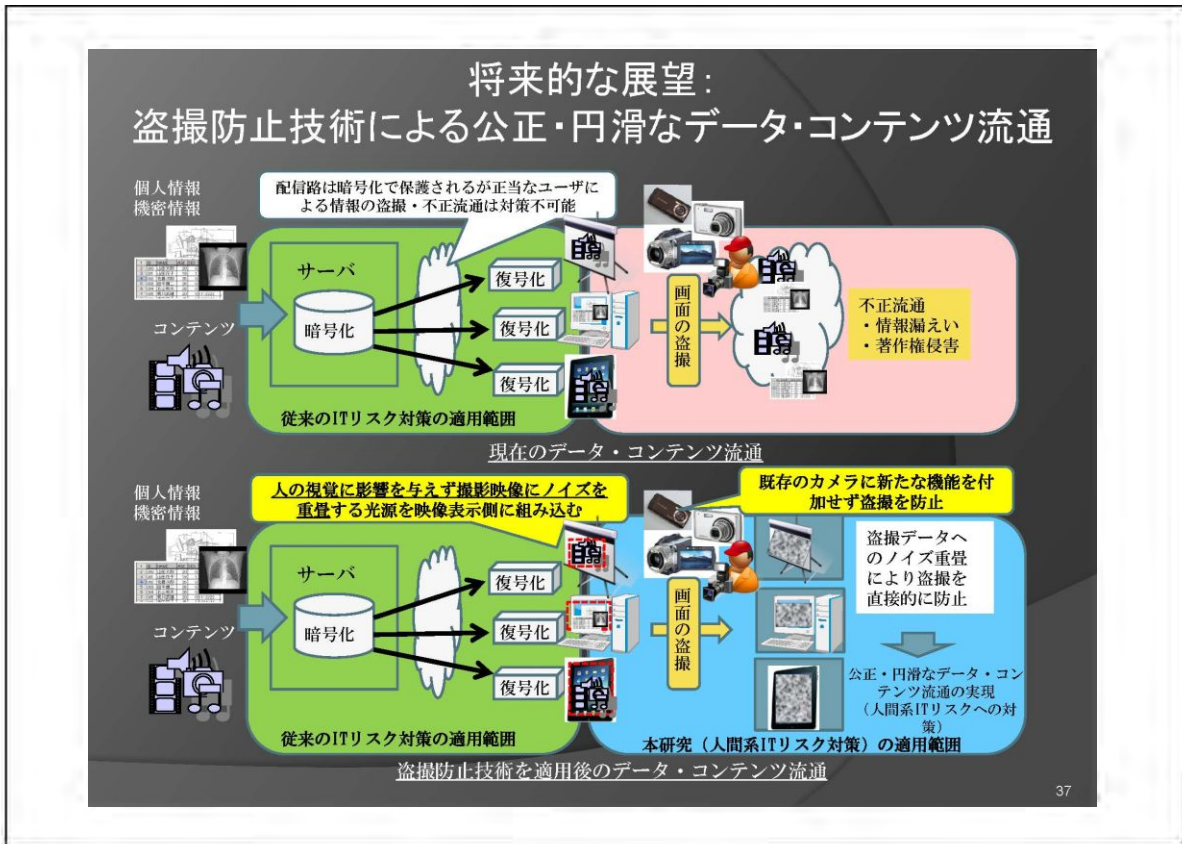 将来的な展望：
盗撮防止技術による公正・円滑なデータ・コンテンツ流通
個人情報
機密情報
配信路は暗号化で保護されるが正当なユーザに
よる情報の盗撮・不正流通は対策不可能
サーバ
暗号化
コンテンツ
復号化
復号化
復号化
従来のITリスク対策の適用範囲
画面の盗撮
不正流通
・情報漏えい
・著作権侵害
現在のデータ・コンテンツ流通
個人情報
機密情報
人の視覚に影響を与えず撮影映像にノイズを
重畳する光源を映像表示側に組み込む
既存のカメラに新たな機能を付
加せず盗撮を防止
サーバ
暗号化
コンテンツ
復号化
復号化
復号化
従来のITリスク対策の適用範囲
画面の盗撮
盗撮データへ
のノイズ重畳
により盗撮を
直接的に防止
公正・円滑なデータ・コン
テンツ流通の実現
（人間系ITリスクへの対
策）
本研究（人間系ITリスク対策）の適用範囲
盗撮防止技術を適用後のデータ・コンテンツ流通
37